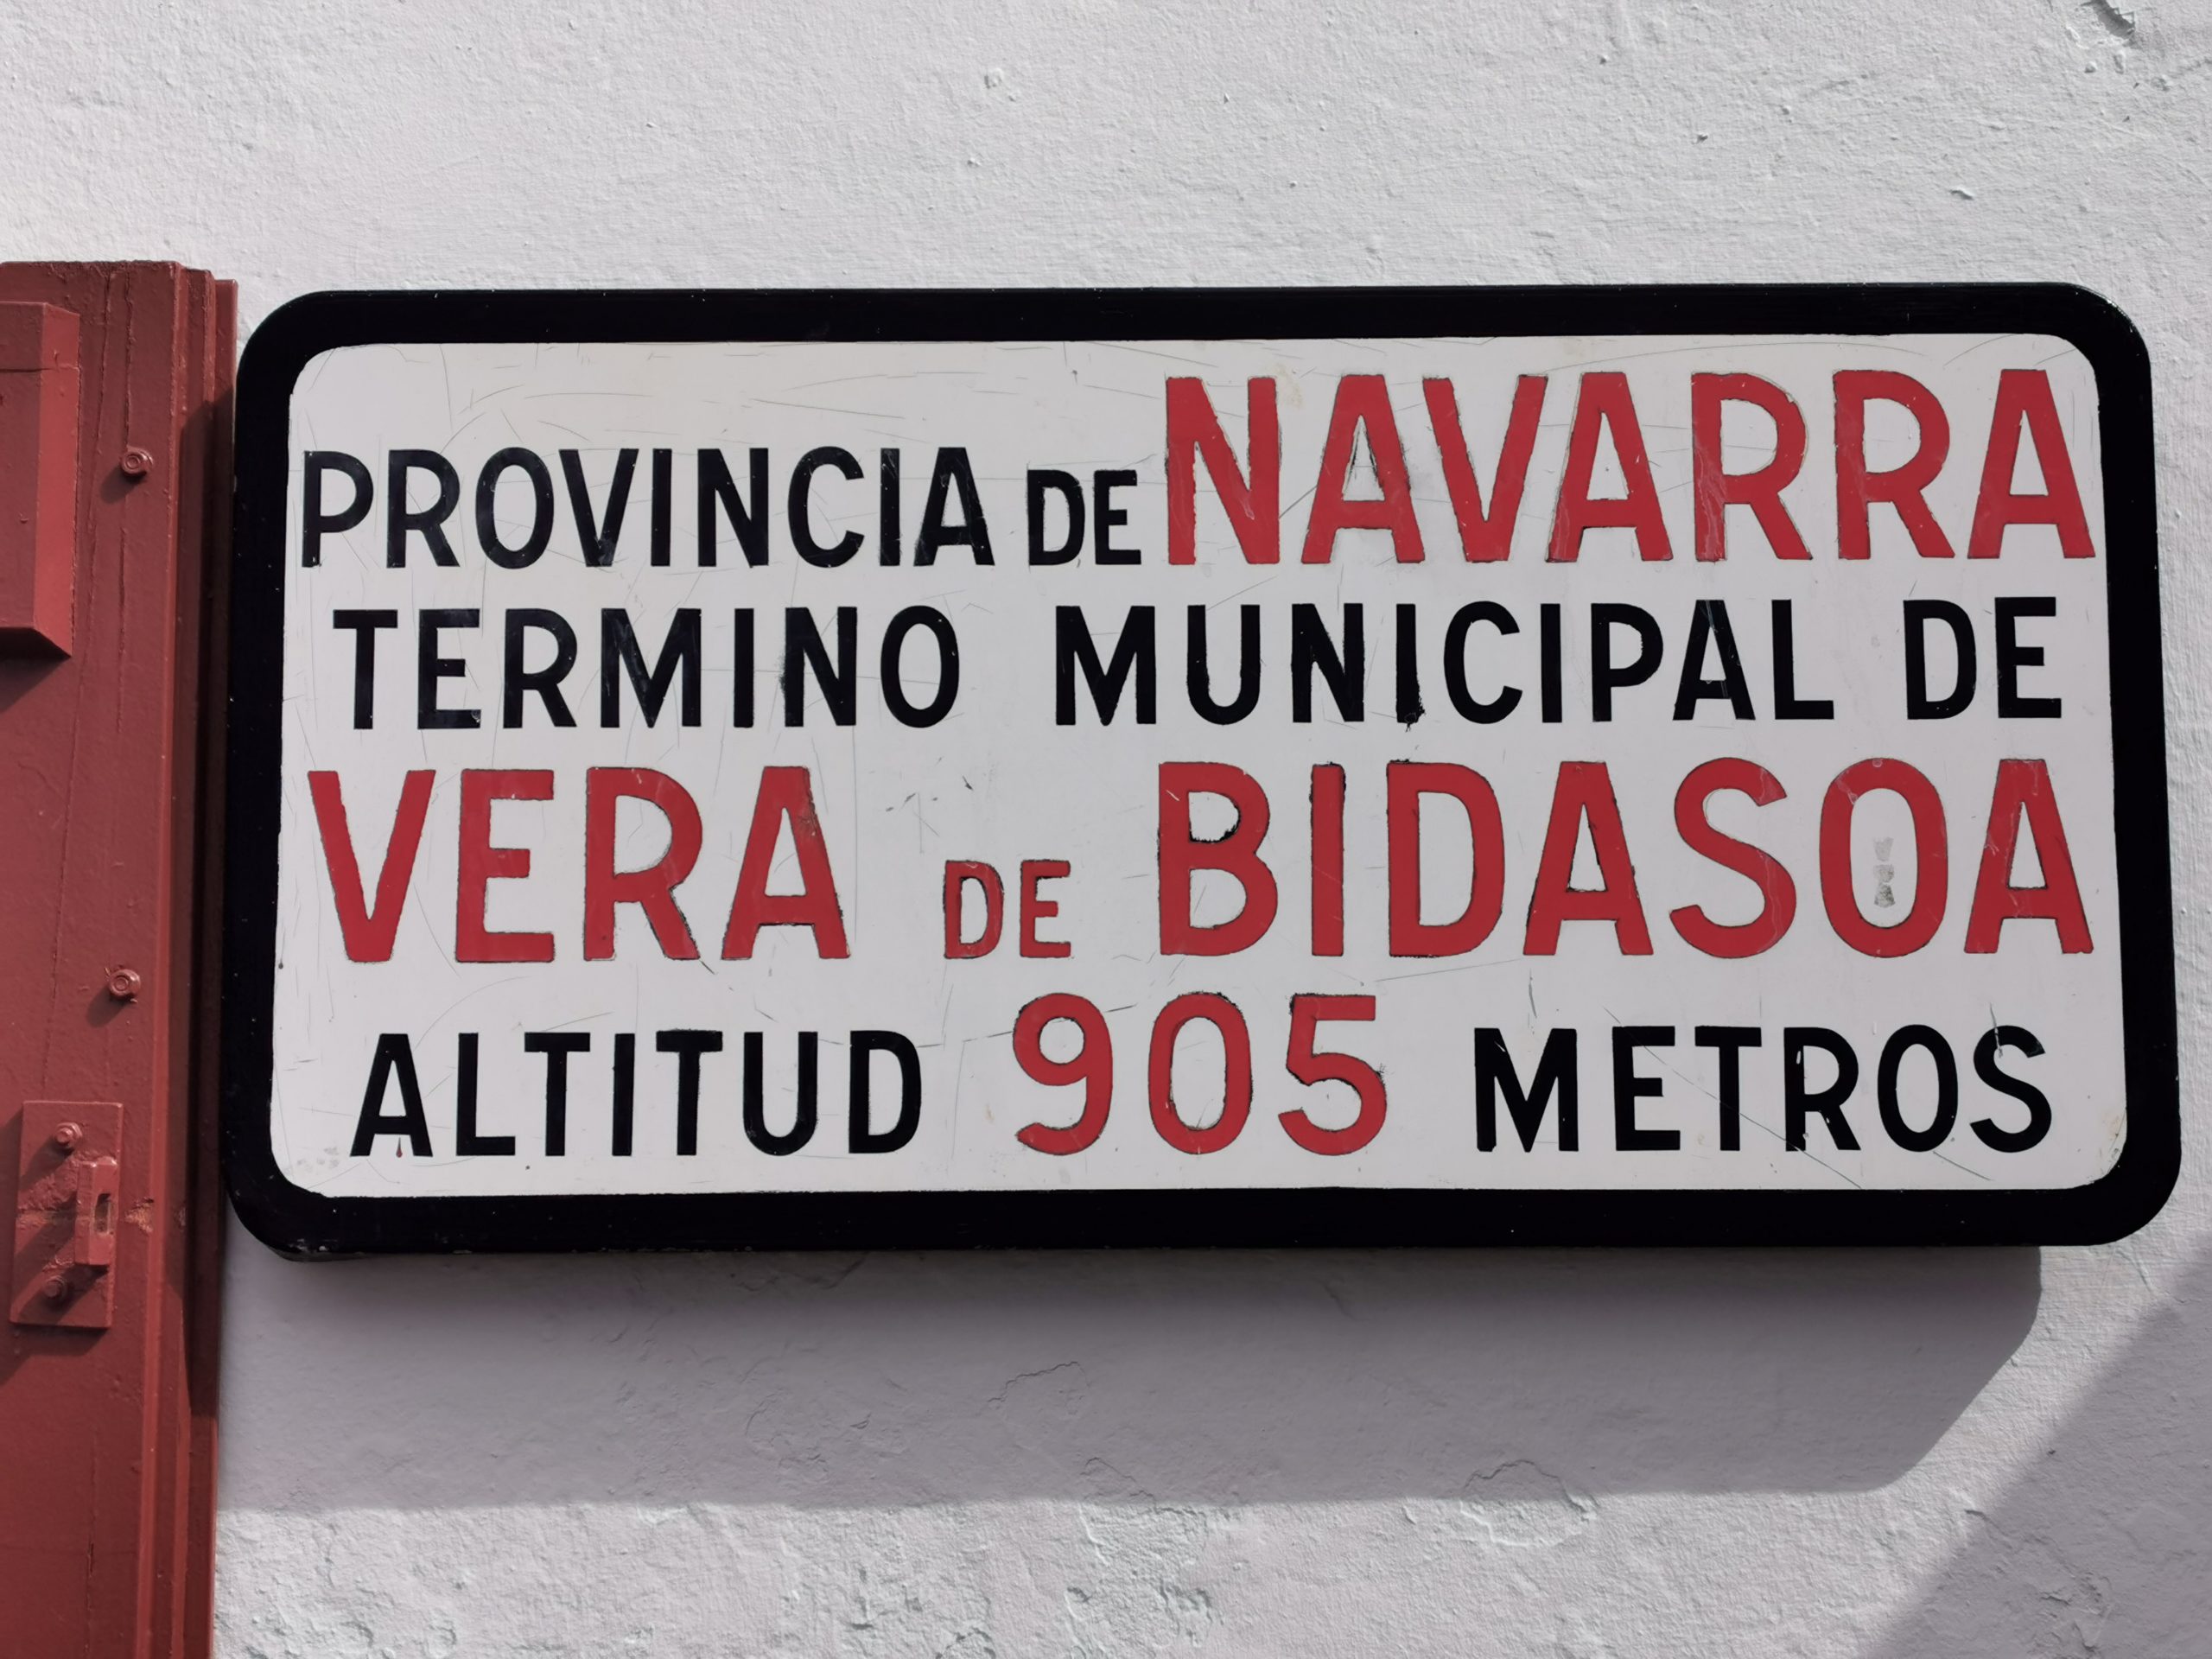 PROVINCIA DE NAVARRA
TERMINO MUNICIPAL DE
VERA DE BIDASOA
ALTITUD 905 METROS